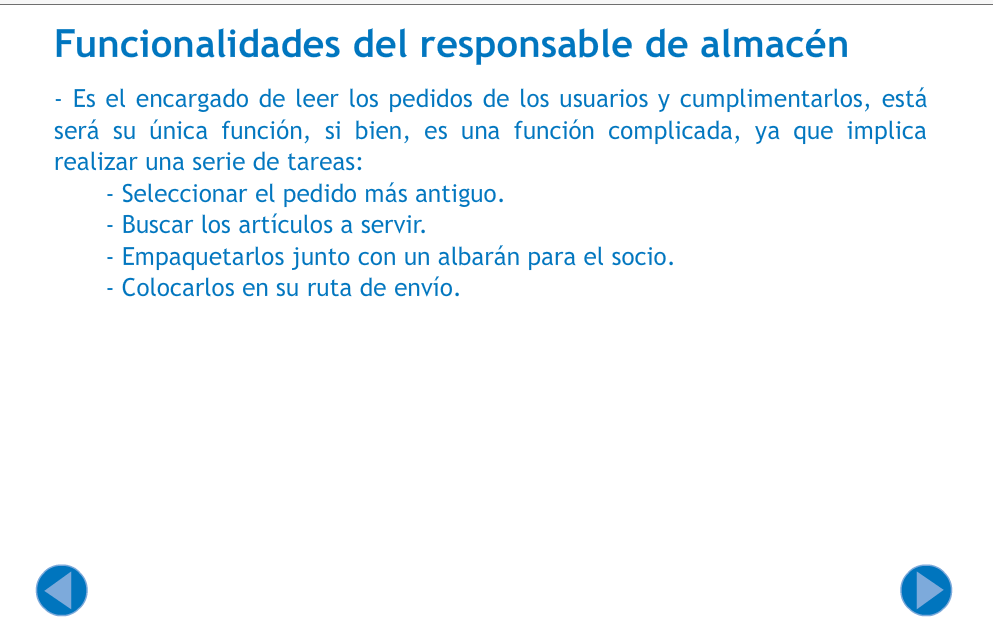 Funcionalidades del responsable de almacén
- Es el encargado de leer los pedidos de los usuarios y cumplimentarlos, está
será su única función, si bien, es una función complicada, ya que implica
realizar una serie de tareas:
- Seleccionar el pedido más antiguo.
- Buscar los artículos a servir.
- Empaquetarlos junto con un albarán para el socio.
- Colocarlos en su ruta de envío.